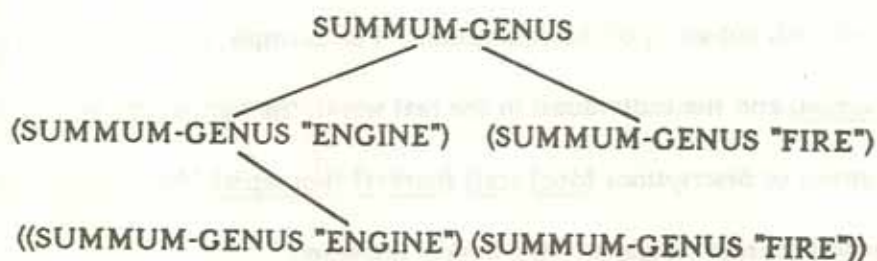 SUMMUM-GENUS
(SUMMUM-GENUS "ENGINE") (SUMMUM-GENUS "FIRE")
((SUMMUM-GENUS "ENGINE") (SUMMUM-GENUS "FIRE"))